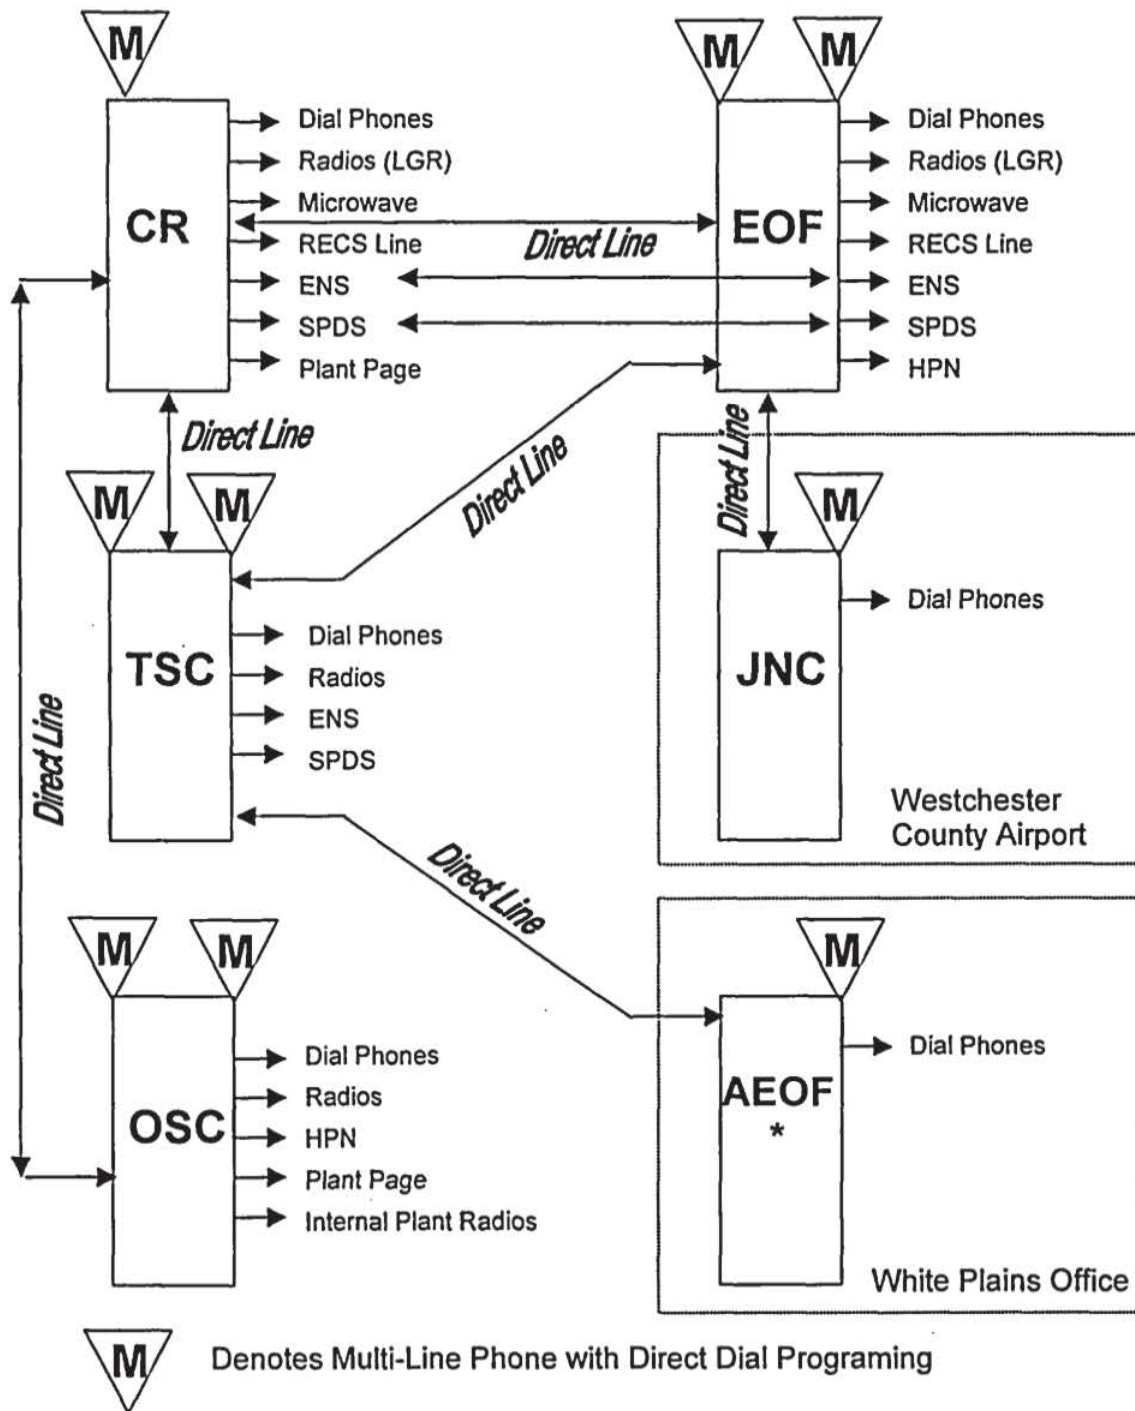 M
M
M
CR
Dial Phones
Radios (LGR)
Microwave
RECS Line
ENS
SPDS
Plant Page
Direct Line
EOF
Dial Phones
Radios (LGR)
Microwave
RECS Line
ENS
SPDS
HPN
Direct Line
Direct Line
Direct Line
Direct Line
M
M
TSC
Dial Phones
Radios
ENS
SPDS
M
JNC
Dial Phones
Westchester
County Airport
Direct Line
M
M
OSC
Dial Phones
Radios
HPN
Plant Page
Internal Plant Radios
M
AEOF
*
Dial Phones
White Plains Office
M
Denotes Multi-Line Phone with Direct Dial Programing